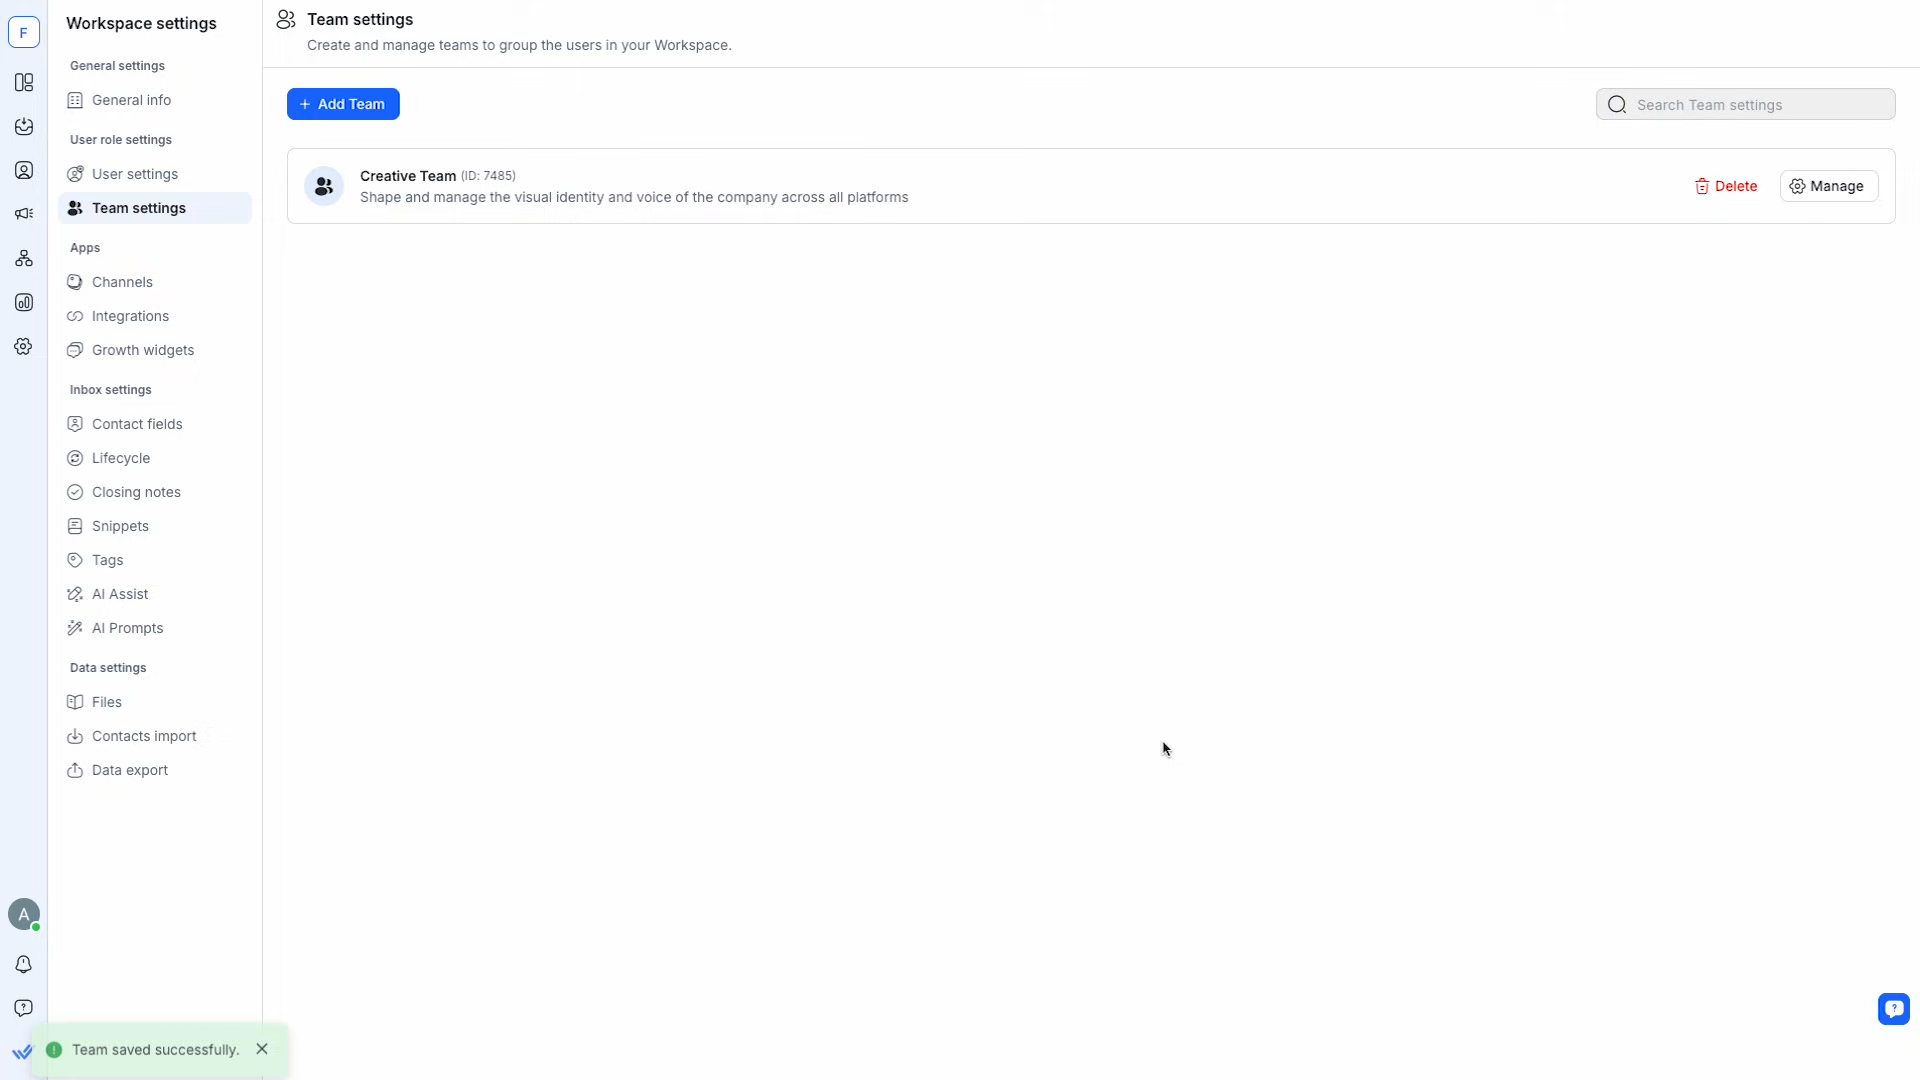 F
Workspace settings
General settings
General info
User role settings
User settings
Team settings
Apps
Channels
Integrations
Growth widgets
Inbox settings
Contact fields
Lifecycle
Closing notes
Snippets
Tags
AI Assist
AI Prompts
Data settings
Files
Contacts import
Data export
A
Team settings
Create and manage teams to group the users in your Workspace.
+ Add Team
Search Team settings
Creative Team (ID: 7485)
Shape and manage the visual identity and voice of the company across all platforms
Delete
Manage
Team saved successfully.